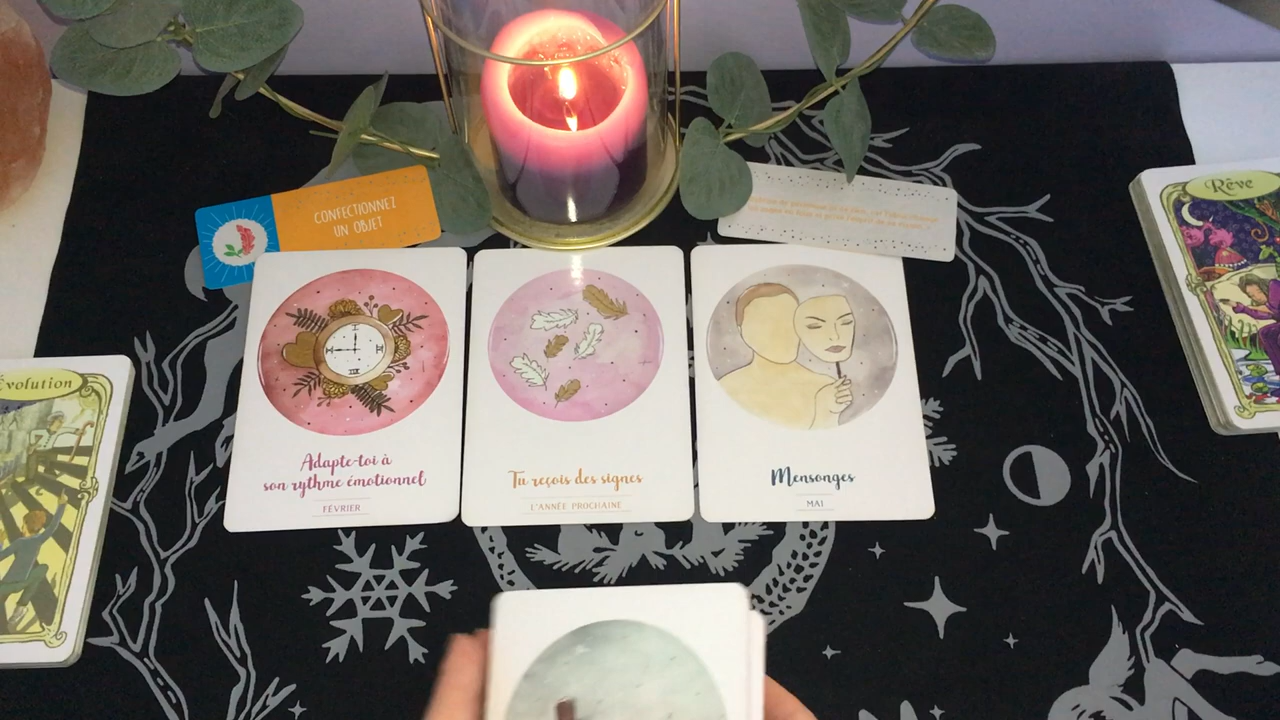 CONFECTIONNEZ
UN OBJET
Rêve
Évolution
Adapte-toi à
son rythme émotionnel
FÉVRIER
Tu reçois des signes
L'ANNÉE PROCHAINE
Mensonges
MAI